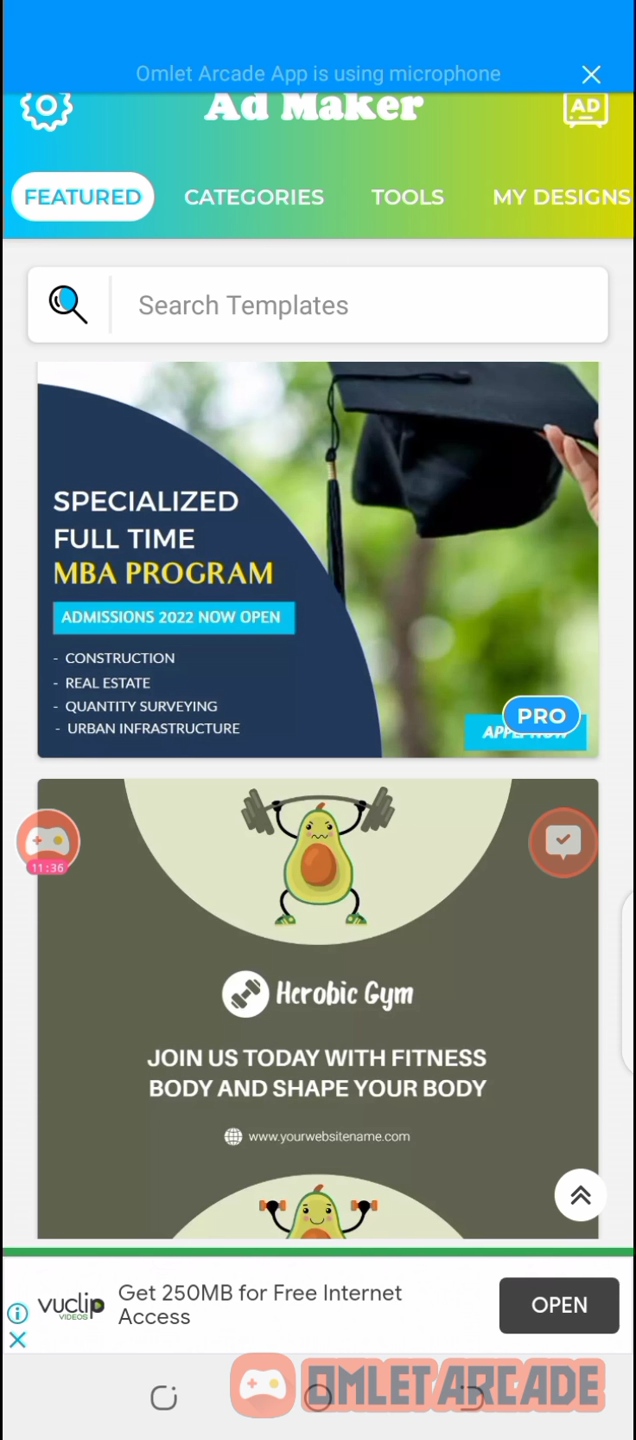 Omlet Arcade App is using microphone
Ad Maker
AD
FEATURED
CATEGORIES
TOOLS
MY DESIGNS
Search Templates
SPECIALIZED
FULL TIME
MBA PROGRAM
ADMISSIONS 2022 NOW OPEN
- CONSTRUCTION
- REAL ESTATE
- QUANTITY SURVEYING
- URBAN INFRASTRUCTURE
PRO
APPLY NOW
11:36
Herobic Gym
JOIN US TODAY WITH FITNESS
BODY AND SHAPE YOUR BODY
www.yourwebsitename.com
vuclip
VIDEOS
Get 250MB for Free Internet
Access
OPEN
OMLET ARCADE